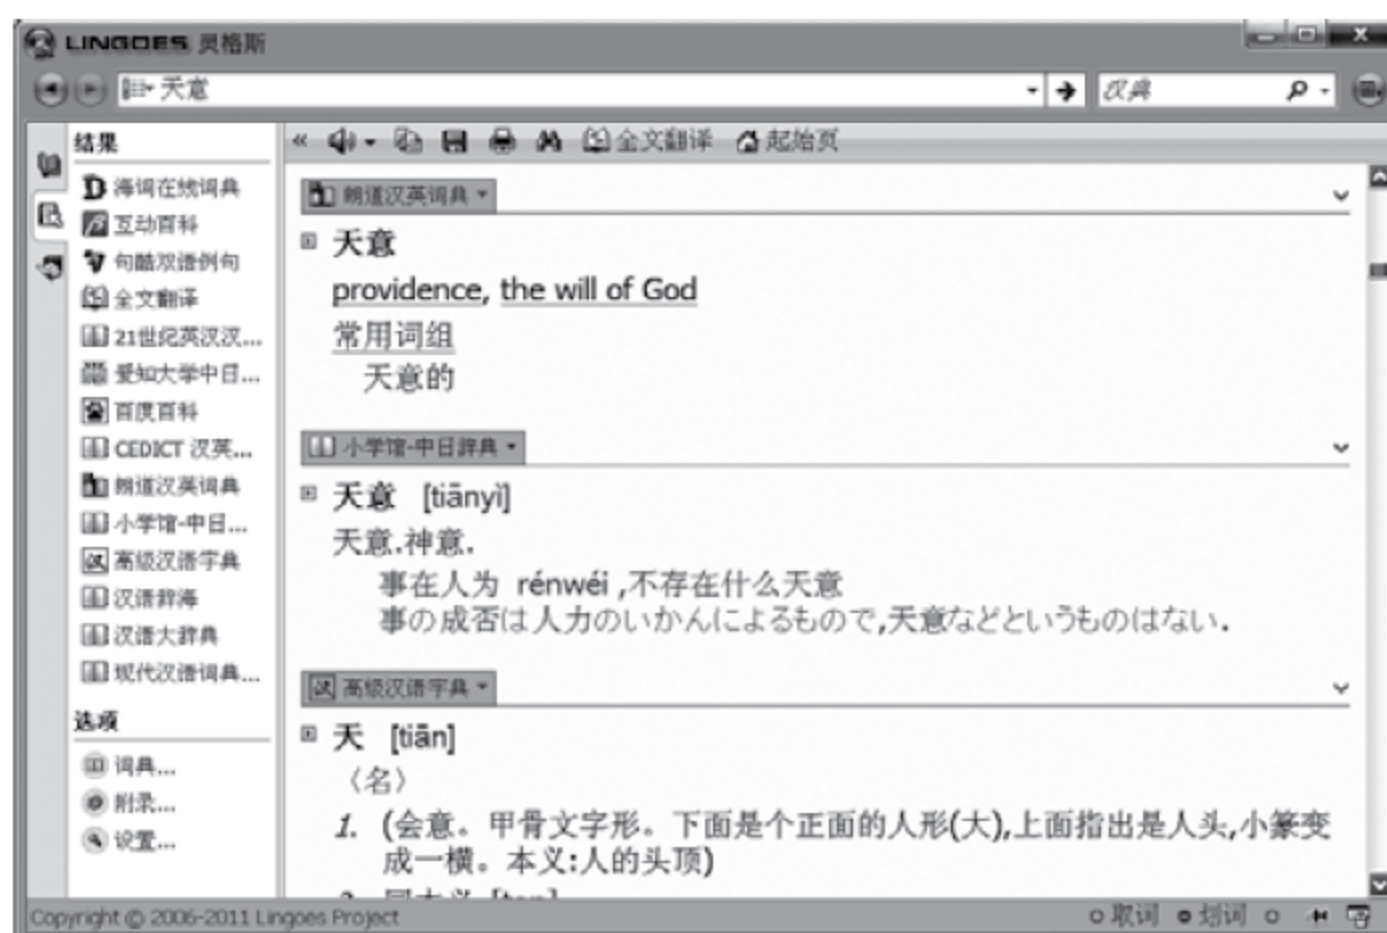 LINGOES 灵格斯
天意
汉典
结果
海词在线词典
互动百科
句酷双语例句
全文翻译
21世纪英汉汉...
爱知大学中日...
百度百科
CEDICT 汉英...
朗道汉英词典
小学馆-中日...
高级汉语字典
汉语辞海
汉语大辞典
现代汉语词典...
选项
词典...
附录...
设置...
« 全文翻译 起始页
朗道汉英词典
天意
providence, the will of God
常用词组
天意的
小学馆-中日辞典
天意 [tiānyì]
天意.神意.
事在人为 rénwéi ,不存在什么天意
事の成否は人力のいかんによるもので,天意などというものはない.
高级汉语字典
天 [tiān]
〈名〉
1. (会意。甲骨文字形。下面是个正面的人形(大),上面指出是人头,小篆变
成一横。本义:人的头顶)
Copyright © 2006-2011 Lingoes Project
取词 划词